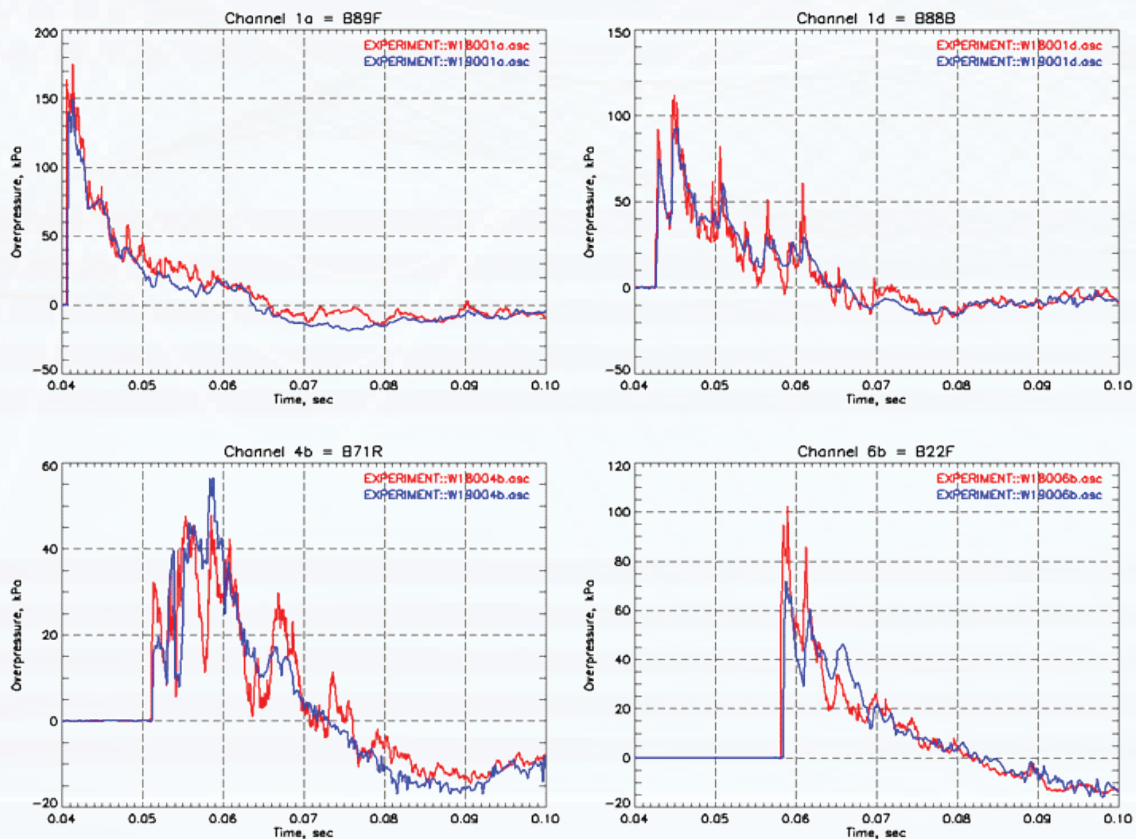 Channel 1a = B89F
200
150
100
50
0
−50
Overpressure, kPa
EXPERIMENT::W18001a.asc
EXPERIMENT::W19001a.asc
0.04 0.05 0.06 0.07 0.08 0.09 0.10
Time, sec
Channel 1d = B88B
150
100
50
0
−50
Overpressure, kPa
EXPERIMENT::W18001d.asc
EXPERIMENT::W19001d.asc
0.04 0.05 0.06 0.07 0.08 0.09 0.10
Time, sec
Channel 4b = B71R
60
40
20
0
−20
Overpressure, kPa
EXPERIMENT::W18004b.asc
EXPERIMENT::W19004b.asc
0.04 0.05 0.06 0.07 0.08 0.09 0.10
Time, sec
Channel 6b = B22F
120
100
80
60
40
20
0
−20
Overpressure, kPa
EXPERIMENT::W18006b.asc
EXPERIMENT::W19006b.asc
0.04 0.05 0.06 0.07 0.08 0.09 0.10
Time, sec